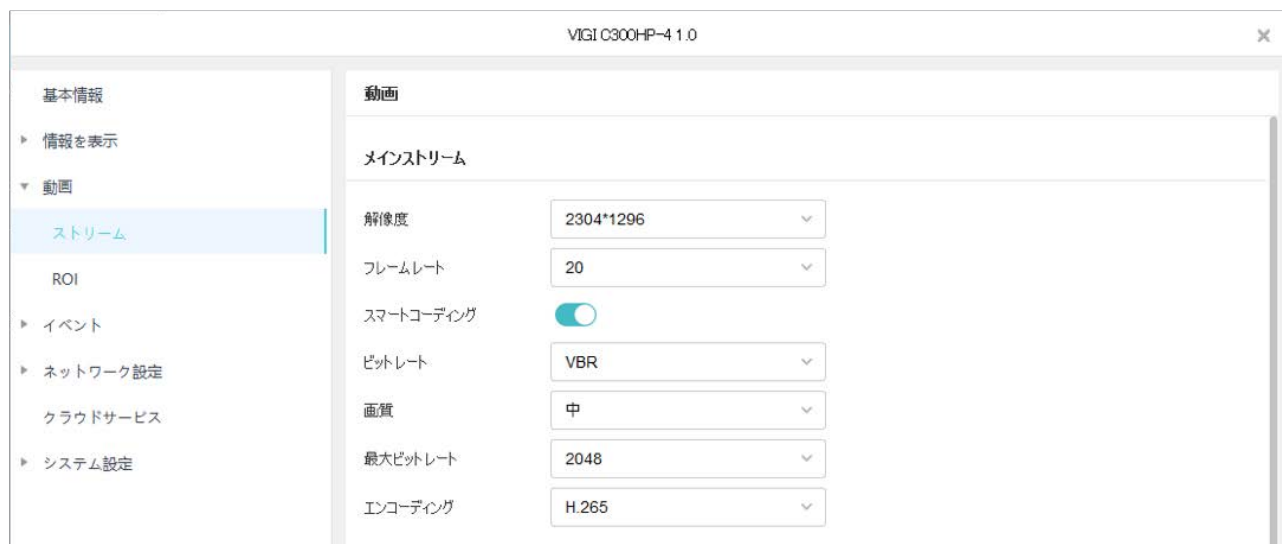 VIGI C300HP-4 1.0
基本情報
情報を表示
動画
ストリーム
ROI
イベント
ネットワーク設定
クラウドサービス
システム設定
動画
メインストリーム
解像度 2304*1296
フレームレート 20
スマートコーディング
ビットレート VBR
画質 中
最大ビットレート 2048
エンコーディング H.265